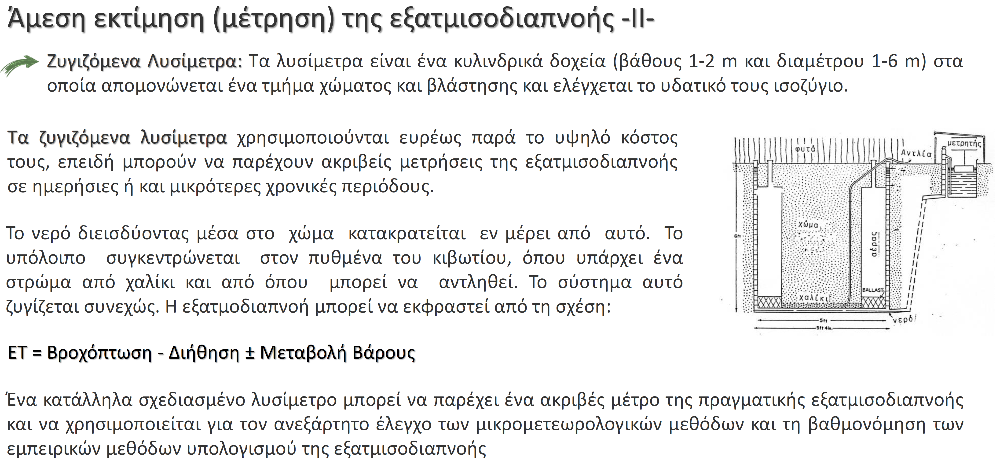 Άμεση εκτίμηση (μέτρηση) της εξατμισοδιαπνοής -II-
Ζυγιζόμενα Λυσίμετρα: Τα λυσίμετρα είναι ένα κυλινδρικά δοχεία (βάθους 1-2 m και διαμέτρου 1-6 m) στα
οποία απομονώνεται ένα τμήμα χώματος και βλάστησης και ελέγχεται το υδατικό τους ισοζύγιο.
Τα ζυγιζόμενα λυσίμετρα χρησιμοποιούνται ευρέως παρά το υψηλό κόστος
τους, επειδή μπορούν να παρέχουν ακριβείς μετρήσεις της εξατμισοδιαπνοής
σε ημερήσιες ή και μικρότερες χρονικές περιόδους.
Το νερό διεισδύοντας μέσα στο χώμα κατακρατείται εν μέρει από αυτό. Το
υπόλοιπο συγκεντρώνεται στον πυθμένα του κιβωτίου, όπου υπάρχει ένα
στρώμα από χαλίκι και από όπου μπορεί να αντληθεί. Το σύστημα αυτό
ζυγίζεται συνεχώς. Η εξατμοδιαπνοή μπορεί να εκφραστεί από τη σχέση:
φυτά
Αντλία
μετρητής
χώμα
6ft
αέρας
BALLAST
χαλίκι
νερό
5ft
5ft 4in.
ET = Βροχόπτωση - Διήθηση ± Μεταβολή Βάρους
Ένα κατάλληλα σχεδιασμένο λυσίμετρο μπορεί να παρέχει ένα ακριβές μέτρο της πραγματικής εξατμισοδιαπνοής
και να χρησιμοποιείται για τον ανεξάρτητο έλεγχο των μικρομετεωρολογικών μεθόδων και τη βαθμονόμηση των
εμπειρικών μεθόδων υπολογισμού της εξατμισοδιαπνοής